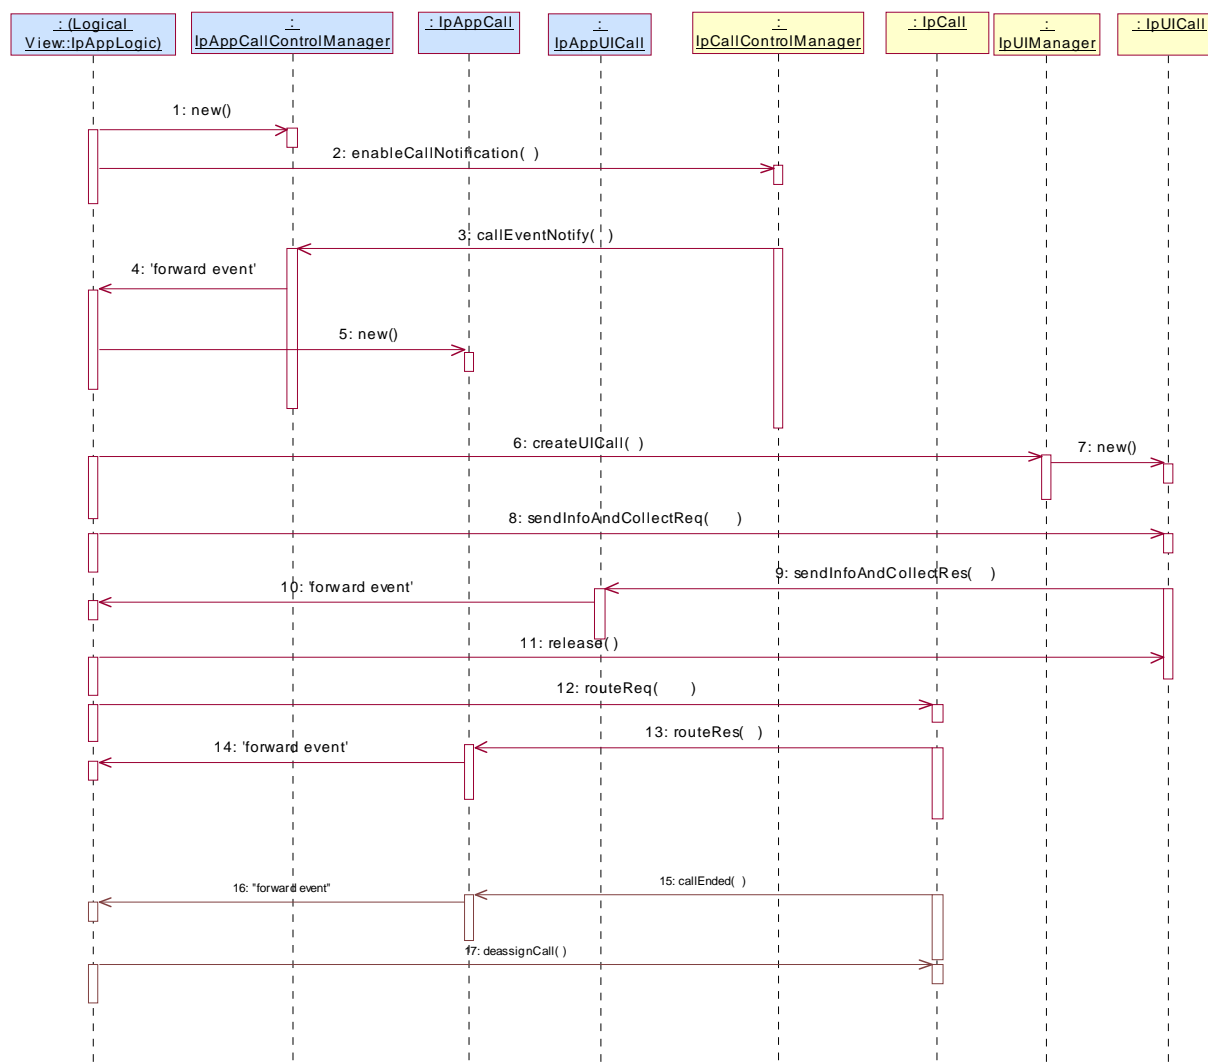 : (Logical
View::IpAppLogic)
:
IpAppCallControlManager
: IpAppCall
:
IpAppUICall
:
IpCallControlManager
: IpCall
:
IpUIManager
: IpUICall
1: new()
2: enableCallNotification( )
3: callEventNotify( )
4: 'forward event'
5: new()
6: createUICall( )
7: new()
8: sendInfoAndCollectReq( )
9: sendInfoAndCollectRes( )
10: 'forward event'
11: release( )
12: routeReq( )
13: routeRes( )
14: 'forward event'
15: callEnded( )
16: "forward event"
17: deassignCall( )